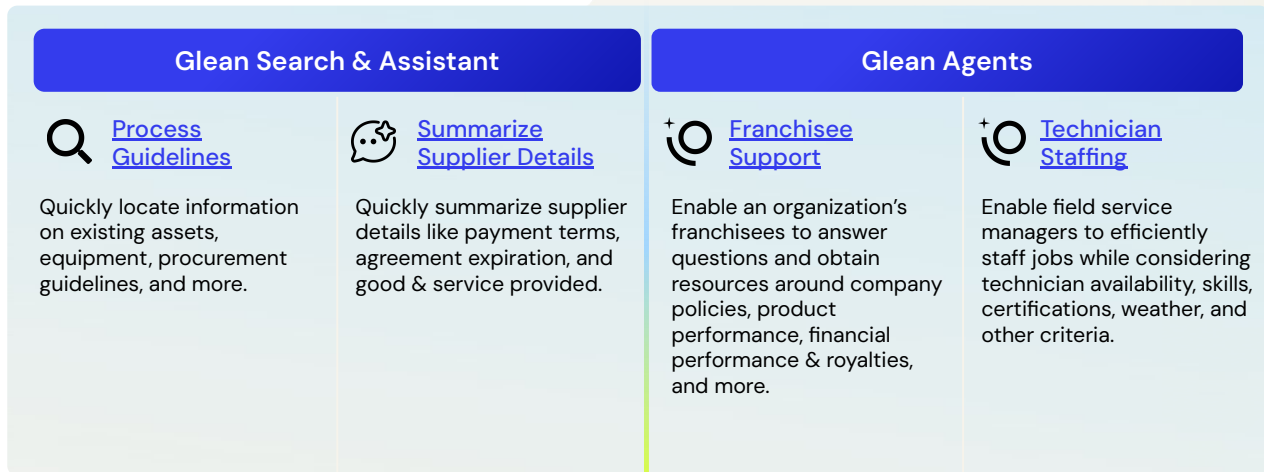 Glean Search & Assistant
Process
Guidelines
Quickly locate information
on existing assets,
equipment, procurement
guidelines, and more.
Summarize
Supplier Details
Quickly summarize supplier
details like payment terms,
agreement expiration, and
good & service provided.
Glean Agents
Franchisee
Support
Enable an organization’s
franchisees to answer
questions and obtain
resources around company
policies, product
performance, financial
performance & royalties,
and more.
Technician
Staffing
Enable field service
managers to efficiently
staff jobs while considering
technician availability, skills,
certifications, weather, and
other criteria.